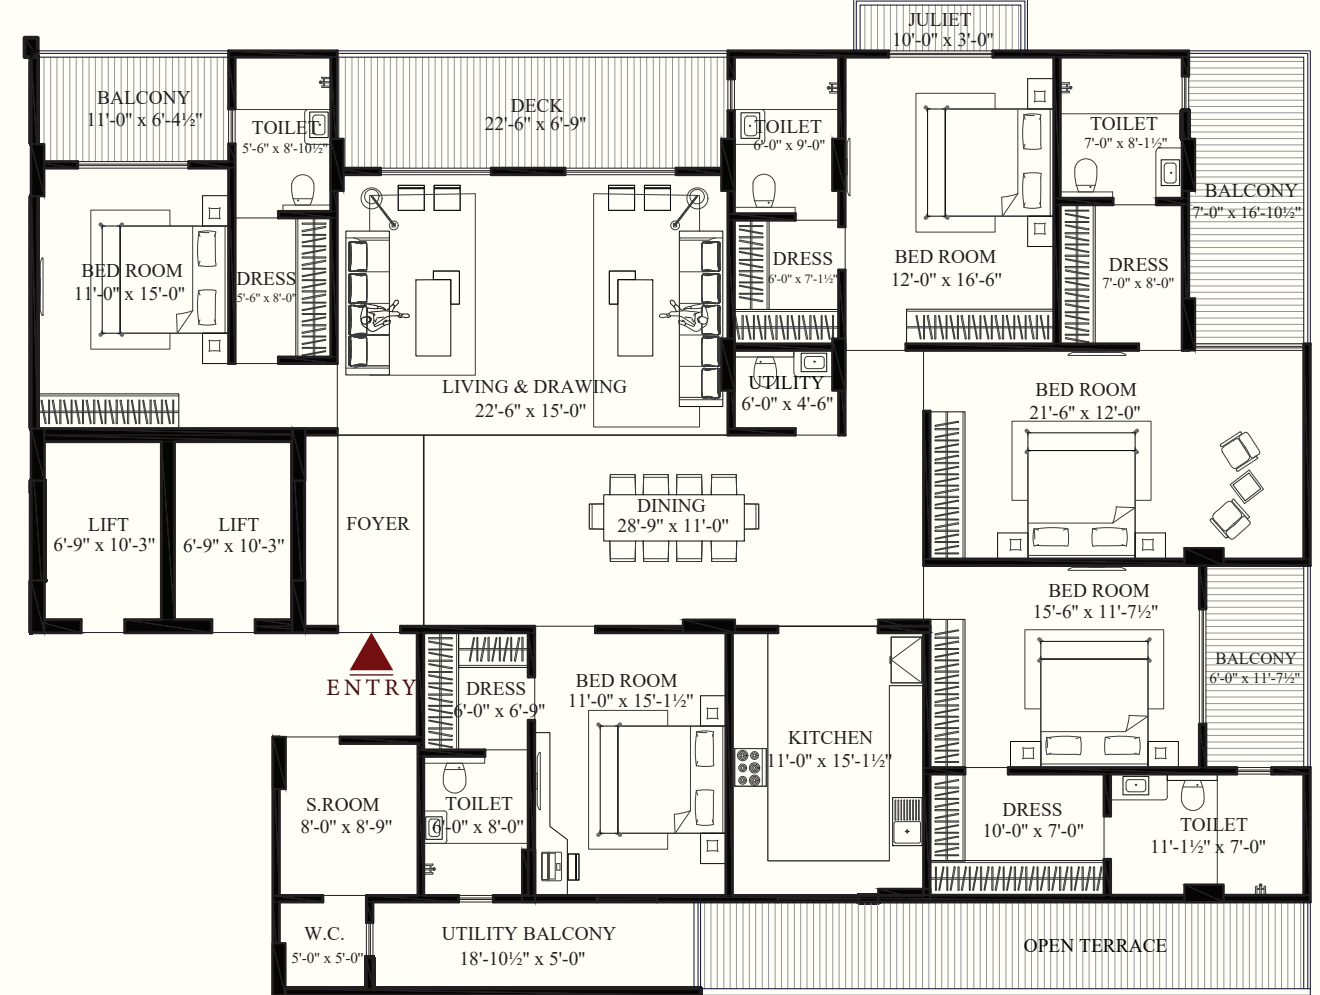 JULIET
10'-0" x 3'-0"
BALCONY
11'-0" x 6'-4½"
TOILET
5'-6" x 8'-10½"
DECK
22'-6" x 6'-9"
TOILET
6'-0" x 9'-0"
TOILET
7'-0" x 8'-1½"
BALCONY
7'-0" x 16'-10½"
BED ROOM
11'-0" x 15'-0"
DRESS
5'-6" x 8'-0"
DRESS
6'-0" x 7'-1½"
BED ROOM
12'-0" x 16'-6"
DRESS
7'-0" x 8'-0"
LIVING & DRAWING
22'-6" x 15'-0"
UTILITY
6'-0" x 4'-6"
BED ROOM
21'-6" x 12'-0"
LIFT
6'-9" x 10'-3"
LIFT
6'-9" x 10'-3"
FOYER
DINING
28'-9" x 11'-0"
BED ROOM
15'-6" x 11'-7½"
BALCONY
6'-0" x 11'-7½"
ENTRY
DRESS
6'-0" x 6'-9"
BED ROOM
11'-0" x 15'-1½"
KITCHEN
11'-0" x 15'-1½"
S.ROOM
8'-0" x 8'-9"
TOILET
6'-0" x 8'-0"
DRESS
10'-0" x 7'-0"
TOILET
11'-1½" x 7'-0"
W.C.
5'-0" x 5'-0"
UTILITY BALCONY
18'-10½" x 5'-0"
OPEN TERRACE